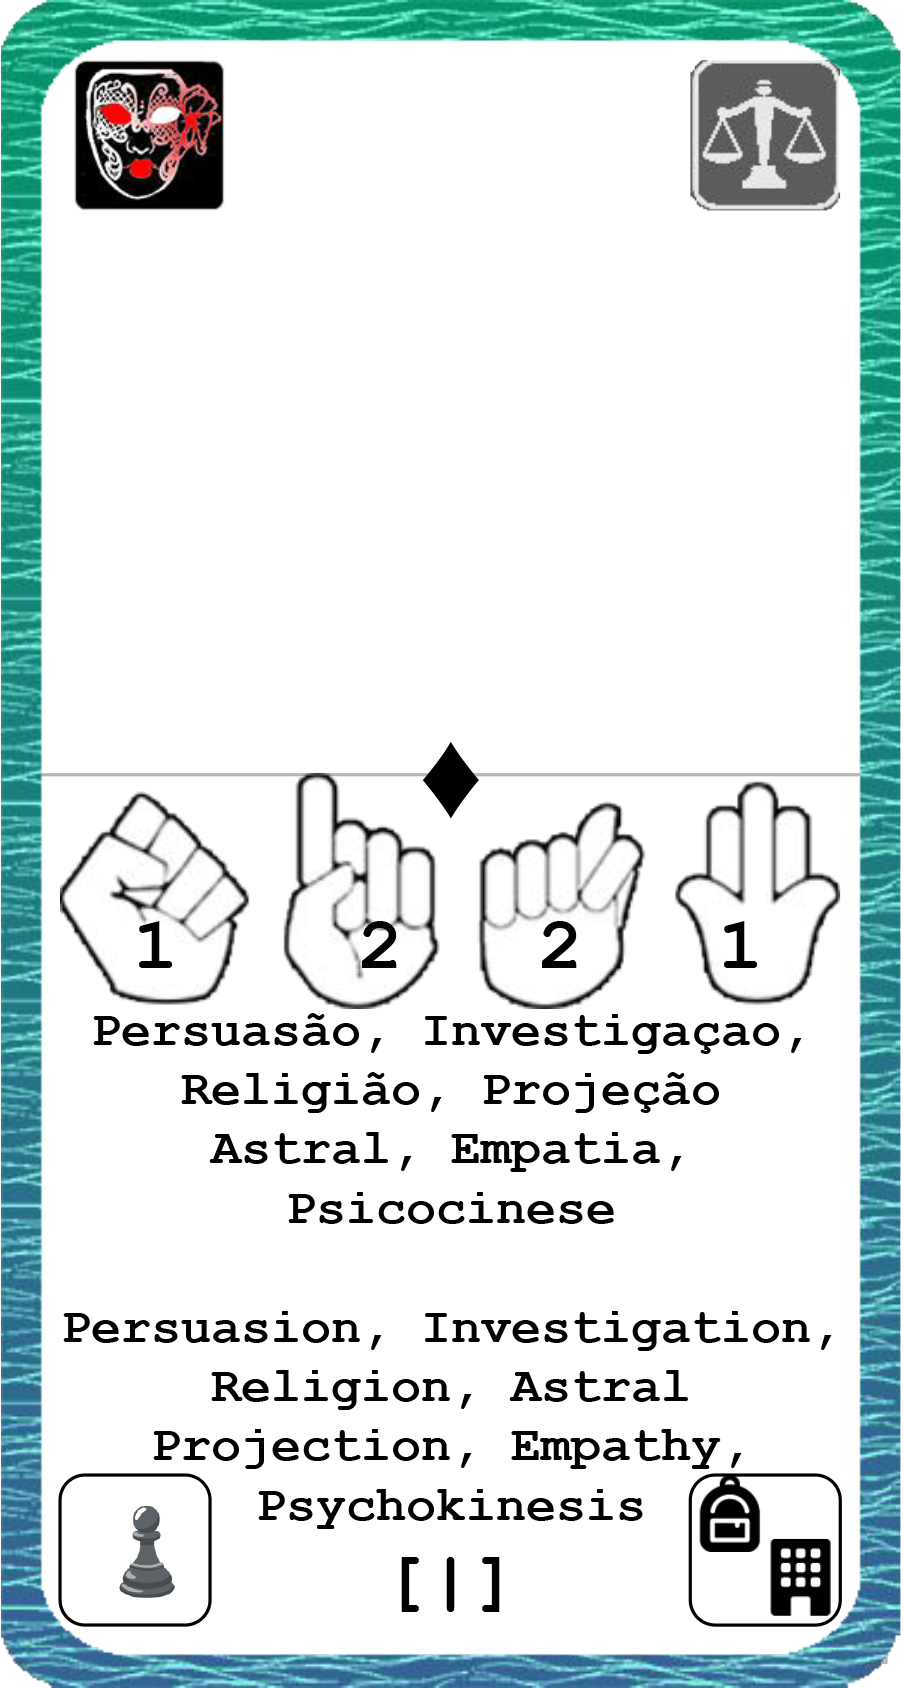 1 2 2 1
Persuasão, Investigaçao,
Religião, Projeção
Astral, Empatia,
Psicocinese
Persuasion, Investigation,
Religion, Astral
Projection, Empathy,
Psychokinesis
[|]